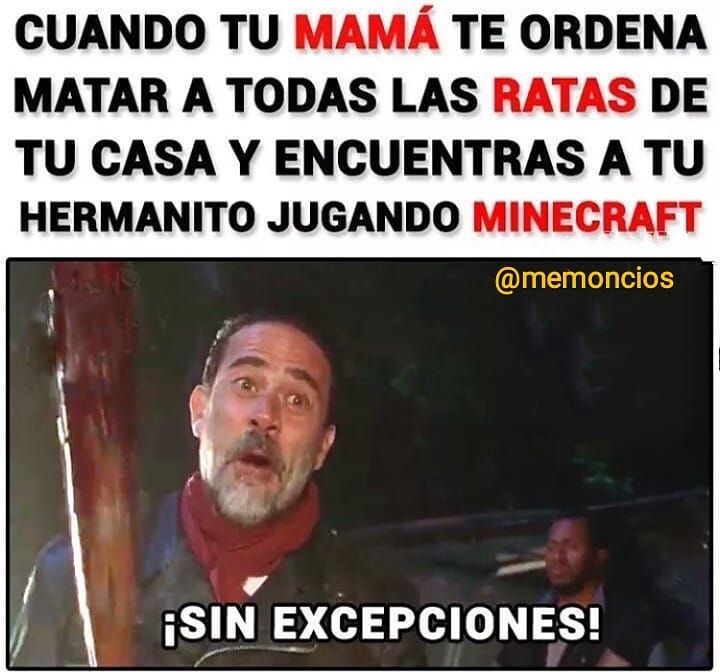 CUANDO TU MAMÁ TE ORDENA
MATAR A TODAS LAS RATAS DE
TU CASA Y ENCUENTRAS A TU
HERMANITO JUGANDO MINECRAFT
@memoncios
¡SIN EXCEPCIONES!